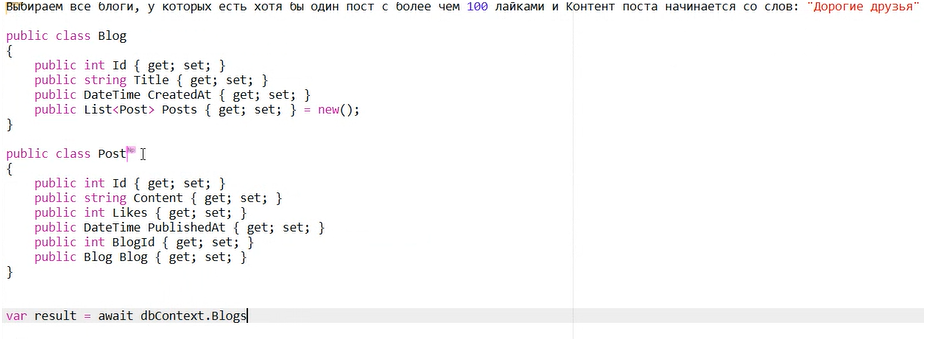 Выбираем все блоги, у которых есть хотя бы один пост с более чем 100 лайками и Контент поста начинается со слов: "Дорогие друзья"
public class Blog
{
    public int Id { get; set; }
    public string Title { get; set; }
    public DateTime CreatedAt { get; set; }
    public List<Post> Posts { get; set; } = new();
}
public class Post
{
    public int Id { get; set; }
    public string Content { get; set; }
    public int Likes { get; set; }
    public DateTime PublishedAt { get; set; }
    public int BlogId { get; set; }
    public Blog Blog { get; set; }
}
var result = await dbContext.Blogs